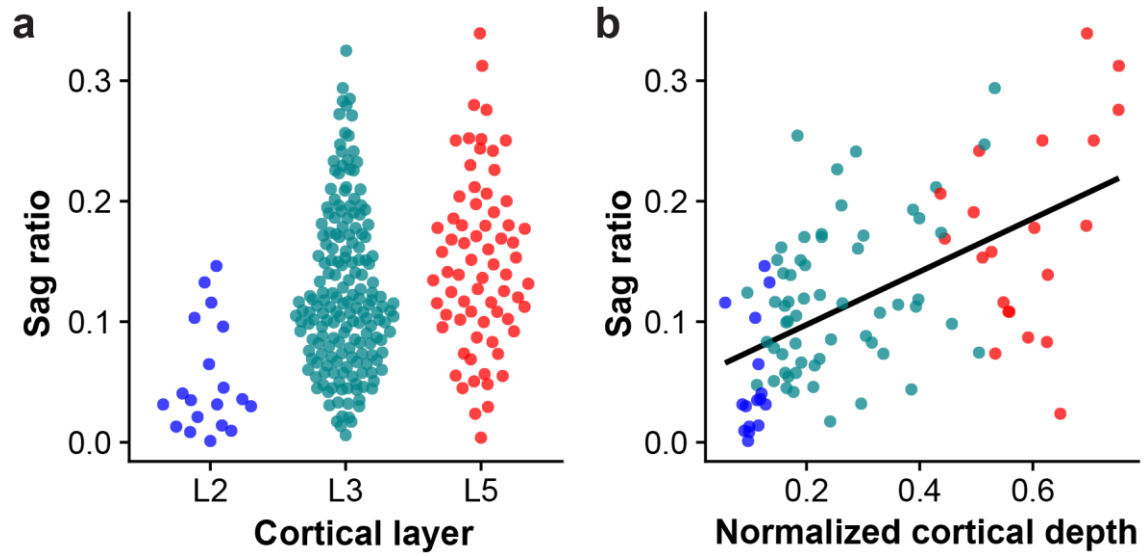 a
Sag ratio
0.3
0.2
0.1
0.0
L2 L3 L5
Cortical layer
b
Sag ratio
0.3
0.2
0.1
0.0
0.2 0.4 0.6
Normalized cortical depth